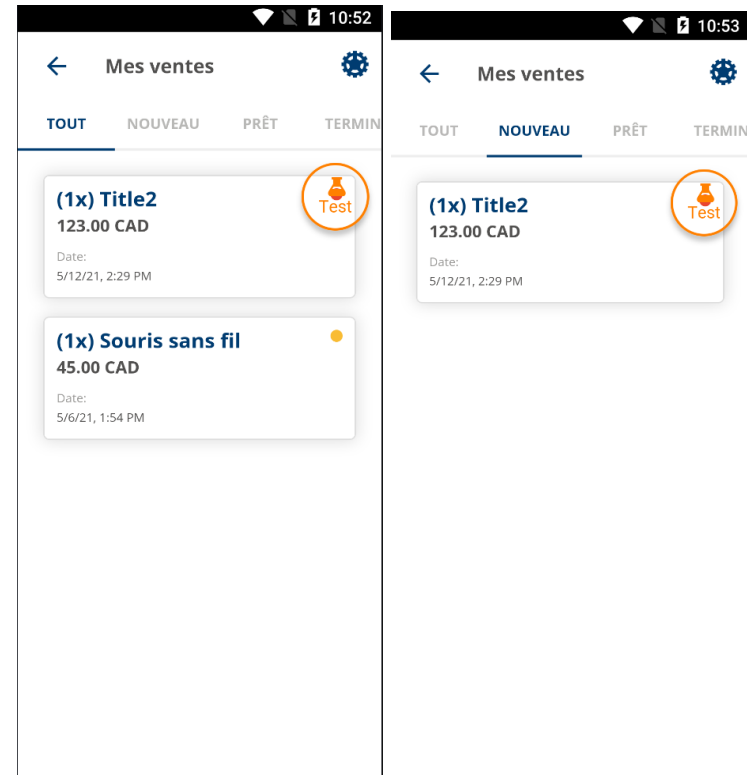 10:52
Mes ventes
TOUT NOUVEAU PRÊT TERMIN
(1x) Title2
Test
123.00 CAD
Date:
5/12/21, 2:29 PM
(1x) Souris sans fil
45.00 CAD
Date:
5/6/21, 1:54 PM
10:53
Mes ventes
TOUT NOUVEAU PRÊT TERMIN
(1x) Title2
Test
123.00 CAD
Date:
5/12/21, 2:29 PM